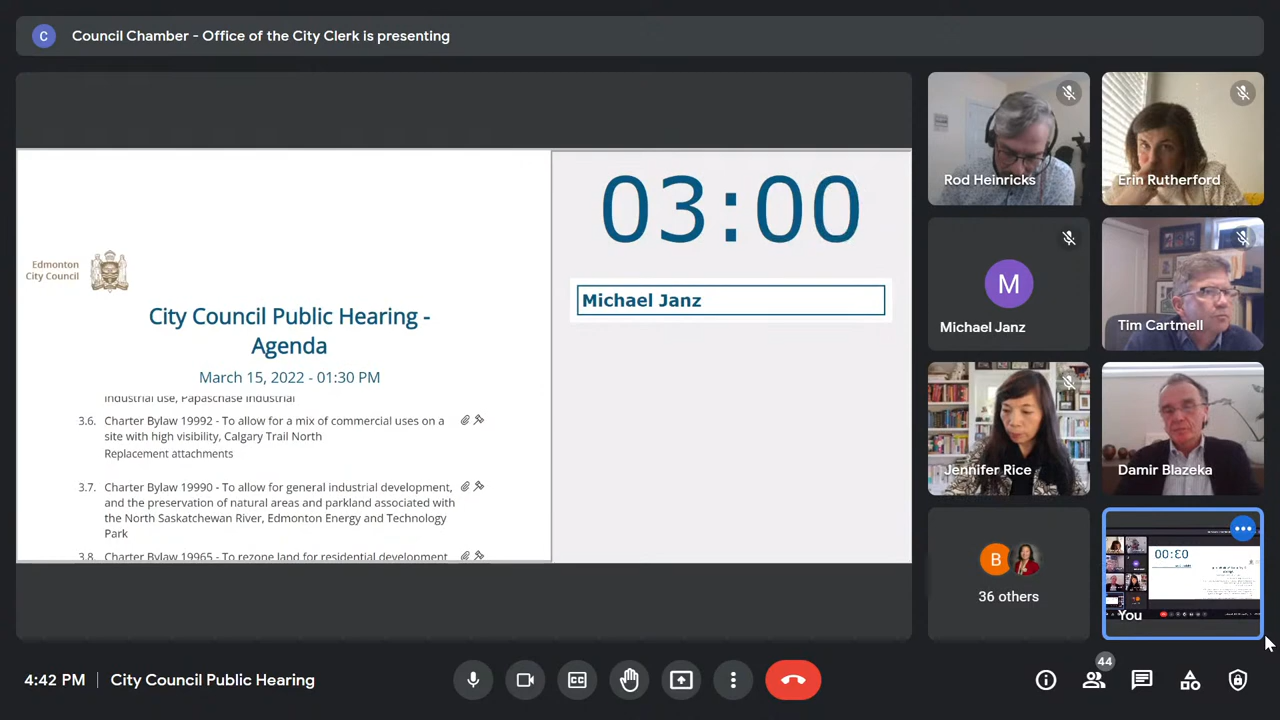 C
Council Chamber - Office of the City Clerk is presenting
Edmonton
City Council
City Council Public Hearing -
Agenda
March 15, 2022 - 01:30 PM
industrial use, Papaschase Industrial
3.6. Charter Bylaw 19992 - To allow for a mix of commercial uses on a
site with high visibility, Calgary Trail North
Replacement attachments
3.7. Charter Bylaw 19990 - To allow for general industrial development,
and the preservation of natural areas and parkland associated with
the North Saskatchewan River, Edmonton Energy and Technology
Park
3.8. Charter Bylaw 19965 - To rezone land for residential development
03:00
Michael Janz
Rod Heinricks
Erin Rutherford
M
Michael Janz
Tim Cartmell
Jennifer Rice
Damir Blazeka
B
36 others
03:00
You
4:42 PM | City Council Public Hearing
CC
44